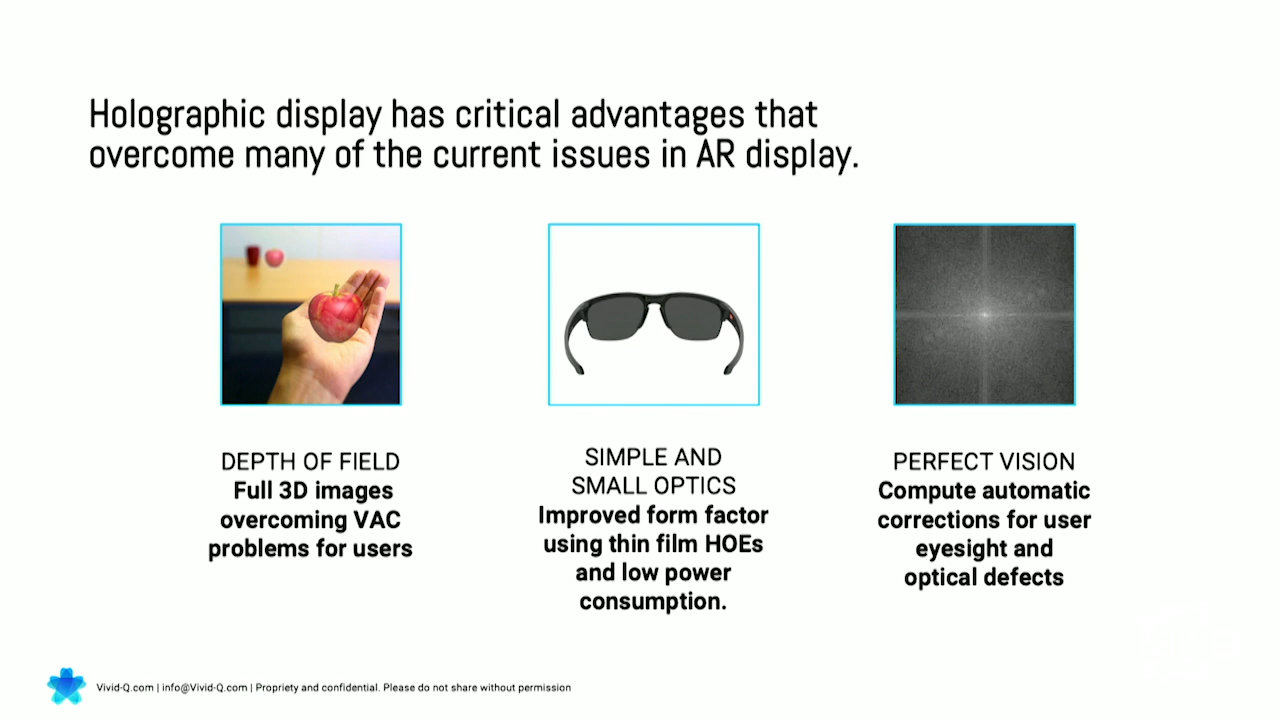 Holographic display has critical advantages that
overcome many of the current issues in AR display.
DEPTH OF FIELD
Full 3D images
overcoming VAC
problems for users
SIMPLE AND
SMALL OPTICS
Improved form factor
using thin film HOEs
and low power
consumption.
PERFECT VISION
Compute automatic
corrections for user
eyesight and
optical defects
Vivid-Q.com | info@Vivid-Q.com | Propriety and confidential. Please do not share without permission